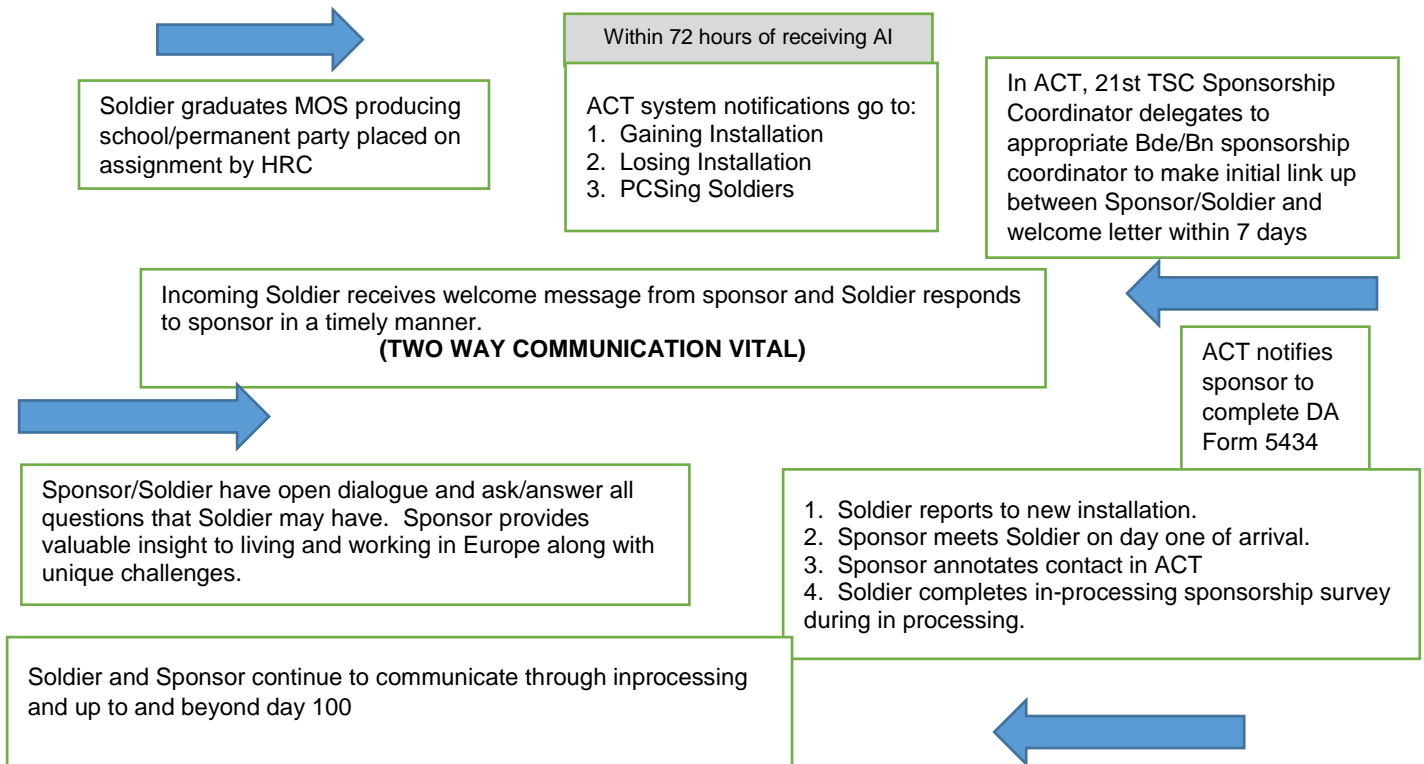 Within 72 hours of receiving AI
Soldier graduates MOS producing
school/permanent party placed on
assignment by HRC
ACT system notifications go to:
1. Gaining Installation
2. Losing Installation
3. PCSing Soldiers
In ACT, 21st TSC Sponsorship
Coordinator delegates to
appropriate Bde/Bn sponsorship
coordinator to make initial link up
between Sponsor/Soldier and
welcome letter within 7 days
Incoming Soldier receives welcome message from sponsor and Soldier responds
to sponsor in a timely manner.
(TWO WAY COMMUNICATION VITAL)
ACT notifies
sponsor to
complete DA
Form 5434
Sponsor/Soldier have open dialogue and ask/answer all
questions that Soldier may have. Sponsor provides
valuable insight to living and working in Europe along with
unique challenges.
1. Soldier reports to new installation.
2. Sponsor meets Soldier on day one of arrival.
3. Sponsor annotates contact in ACT
4. Soldier completes in-processing sponsorship survey
during in processing.
Soldier and Sponsor continue to communicate through inprocessing
and up to and beyond day 100